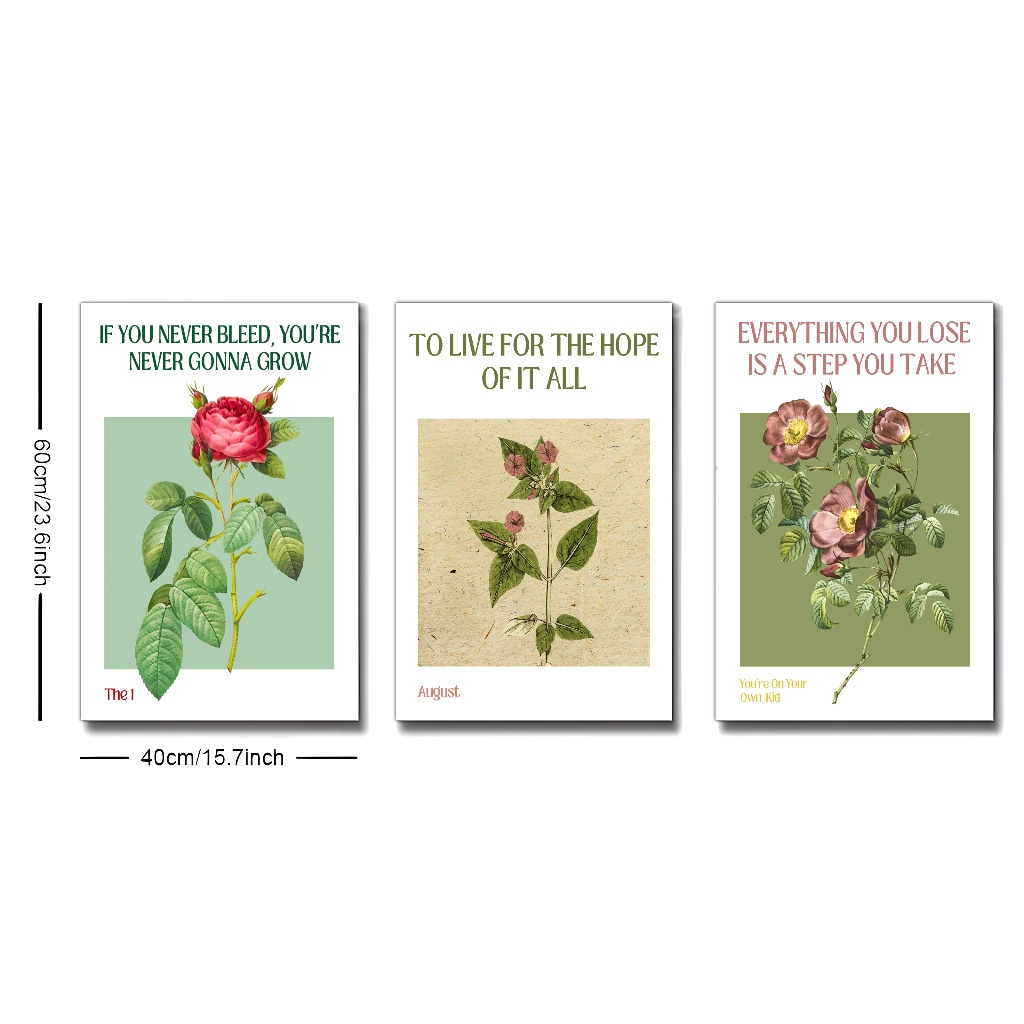 IF YOU NEVER BLEED, YOU'RE
NEVER GONNA GROW
The I
TO LIVE FOR THE HOPE
OF IT ALL
August
EVERYTHING YOU LOSE
IS A STEP YOU TAKE
You're On Your
Own, Kid
60cm/23.6inch
40cm/15.7inch